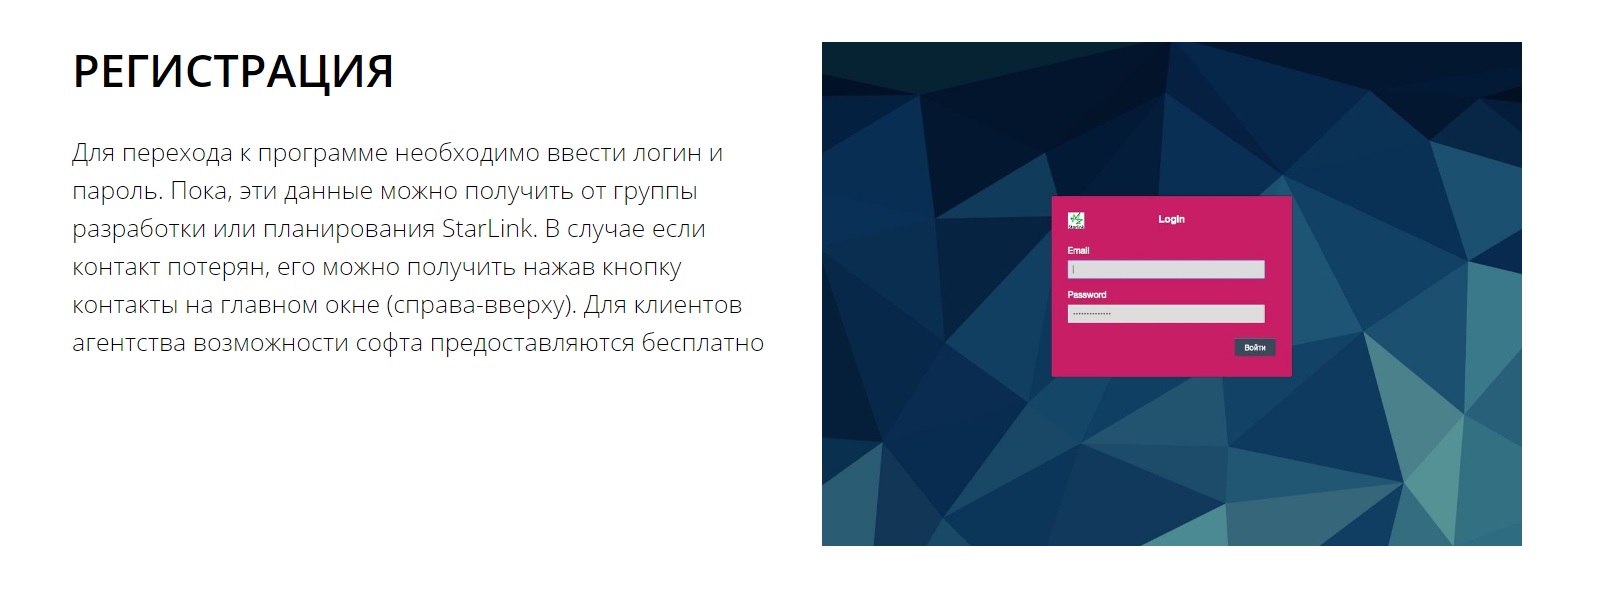 РЕГИСТРАЦИЯ
Для перехода к программе необходимо ввести логин и
пароль. Пока, эти данные можно получить от группы
разработки или планирования StarLink. В случае если
контакт потерян, его можно получить нажав кнопку
контакты на главном окне (справа-вверху). Для клиентов
агентства возможности софта предоставляются бесплатно
Login
Email
Password
Войти